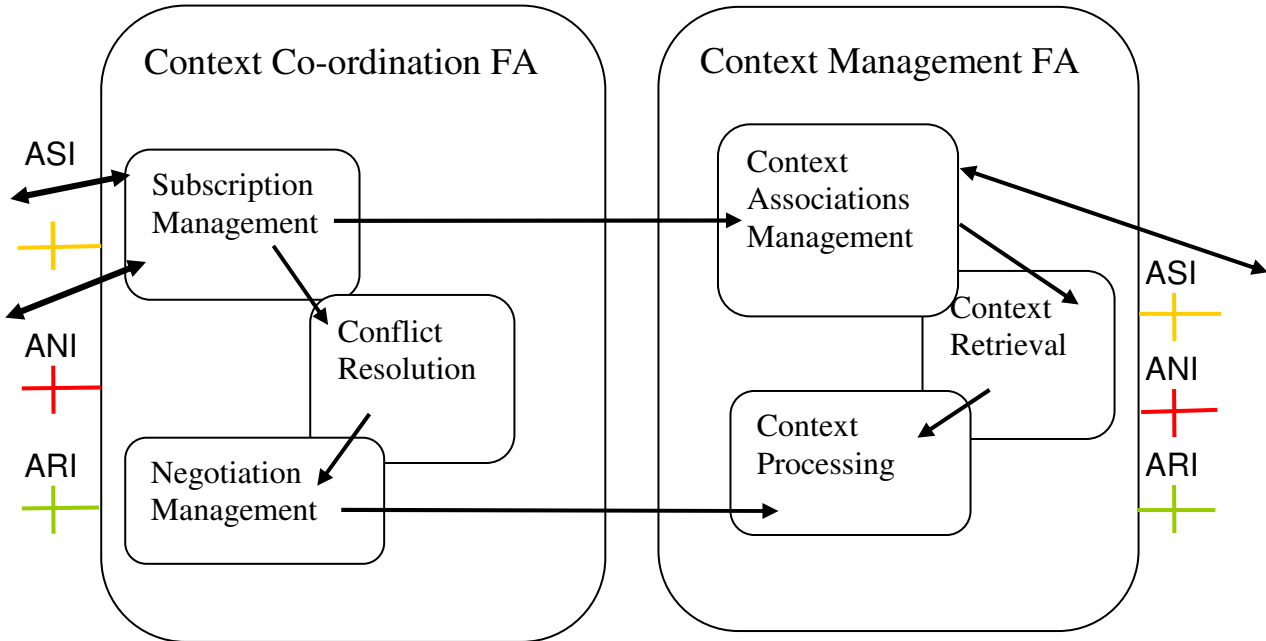 Context Co-ordination FA
ASI
Subscription
Management
ANI
Conflict
Resolution
ARI
Negotiation
Management
Context Management FA
Context
Associations
Management
ASI
Context
Retrieval
ANI
Context
Processing
ARI